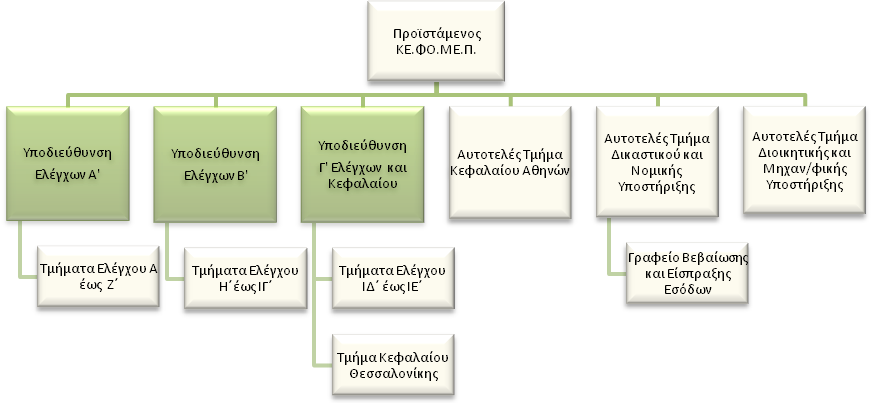 Προϊστάμενος
ΚΕ.ΦΟ.ΜΕ.Π.
Υποδιεύθυνση
Ελέγχων Α'
Υποδιεύθυνση
Ελέγχων Β'
Υποδιεύθυνση
Γ' Ελέγχων και
Κεφαλαίου
Αυτοτελές Τμήμα
Κεφαλαίου Αθηνών
Αυτοτελές Τμήμα
Δικαστικού και
Νομικής
Υποστήριξης
Αυτοτελές Τμήμα
Διοικητικής και
Μηχαν/φικής
Υποστήριξης
Τμήματα Ελέγχου Α
έως Ζ΄
Τμήματα Ελέγχου
Η΄έως ΙΓ΄
Τμήματα Ελέγχου
ΙΔ΄ έως ΙΕ΄
Γραφείο Βεβαίωσης
και Είσπραξης
Εσόδων
Τμήμα Κεφαλαίου
Θεσσαλονίκης